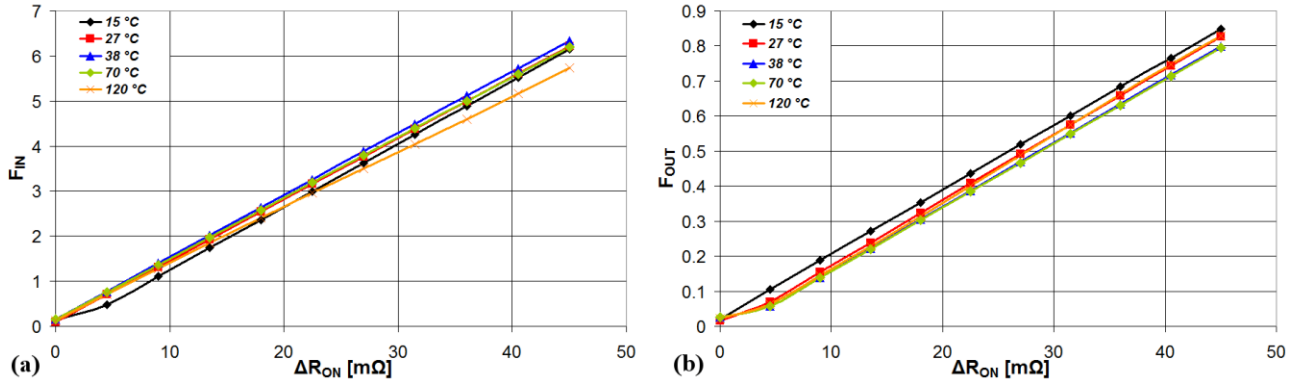 7
6
5
4
3
2
1
0
F_IN
15 °C
27 °C
38 °C
70 °C
120 °C
0 10 20 30 40 50
ΔR_ON [mΩ]
(a)
0.9
0.8
0.7
0.6
0.5
0.4
0.3
0.2
0.1
0
F_OUT
15 °C
27 °C
38 °C
70 °C
120 °C
0 10 20 30 40 50
ΔR_ON [mΩ]
(b)